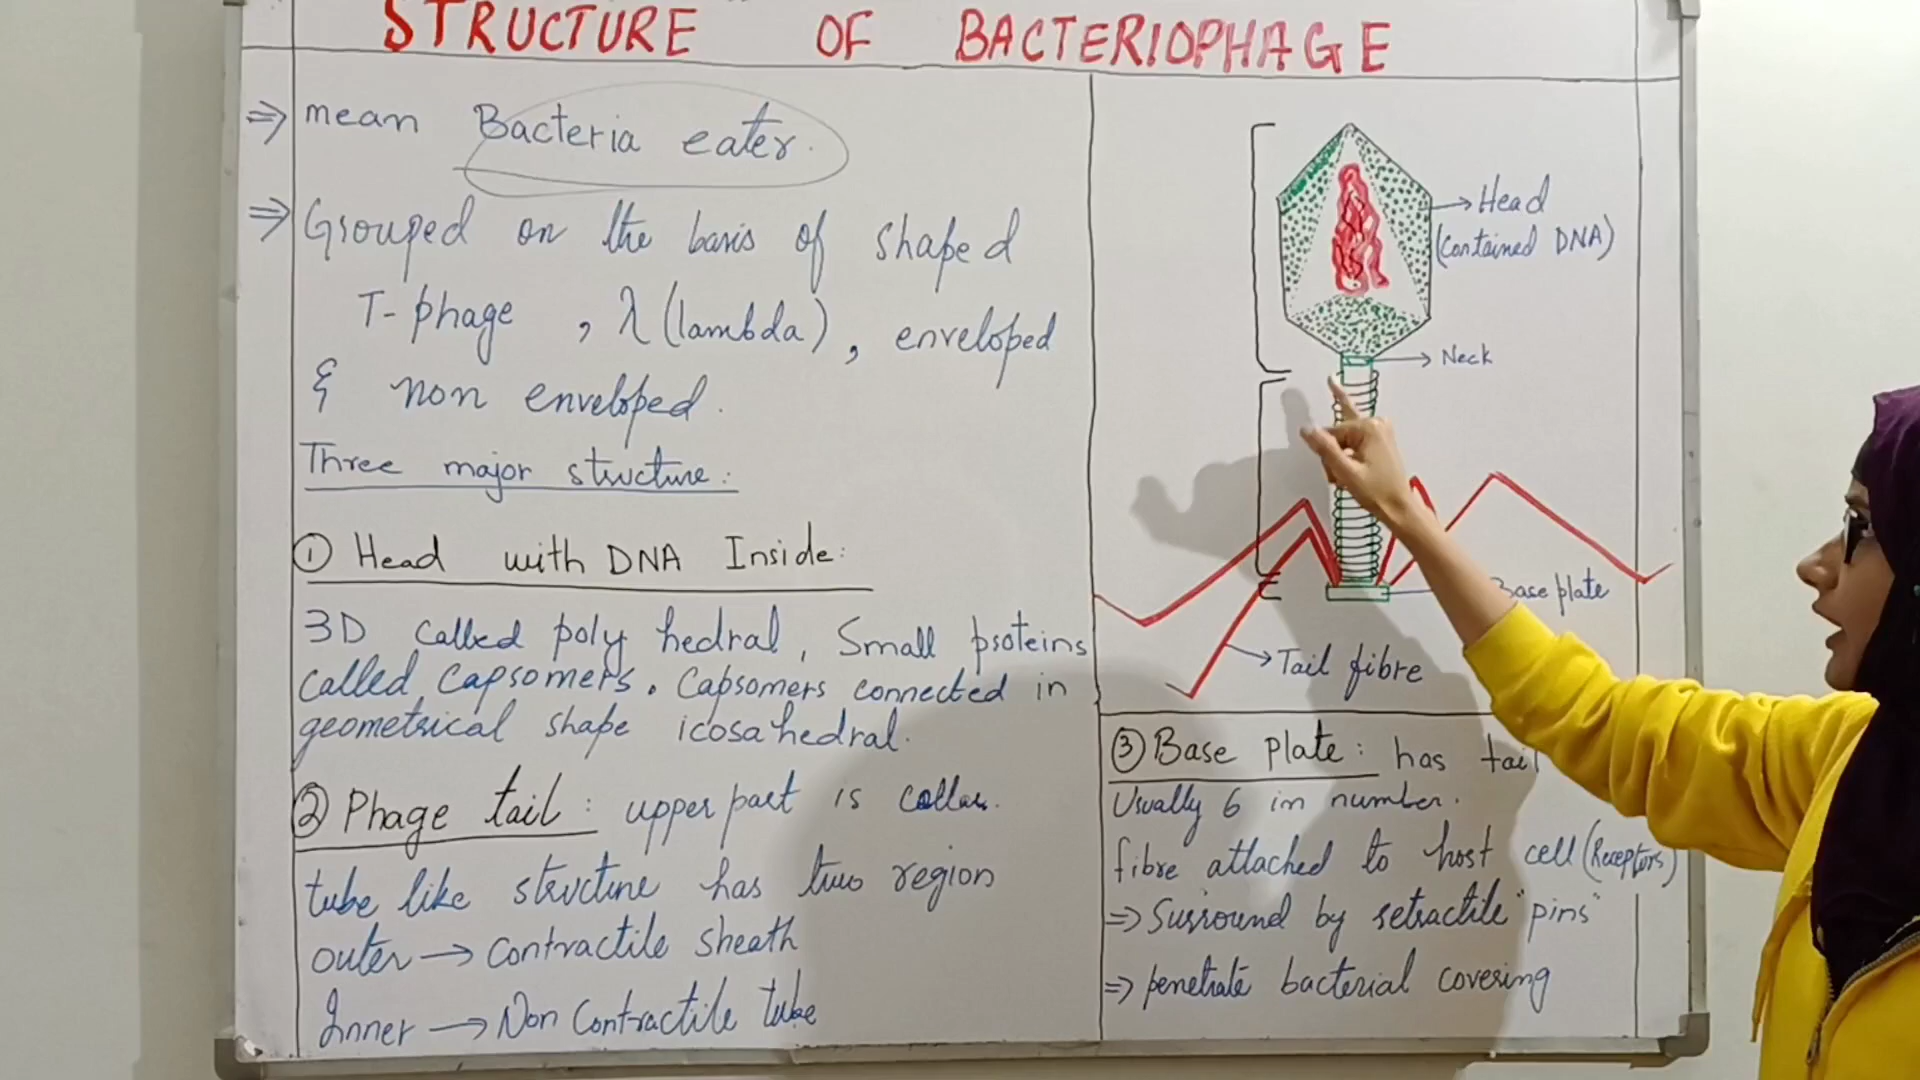 STRUCTURE OF BACTERIOPHAGE
⇒ mean Bacteria eater.
⇒ Grouped on the basis of shaped
T-phage, λ (lambda), enveloped
& non enveloped.
Three major structure:
① Head with DNA Inside:
3D called poly hedral, Small proteins
called capsomers. Capsomers connected in
geometrical shape icosahedral.
② Phage tail: upper part is collar.
tube like structure has two region
outer → contractile sheath
Inner → Non Contractile tube
→ Head
(contained DNA)
→ Neck
Base plate
→ Tail fibre
③ Base plate: has tail
Usually 6 in number.
fibre attached to host cell (Receptors)
⇒ Surround by retractile "pins"
⇒ penetrate bacterial covering